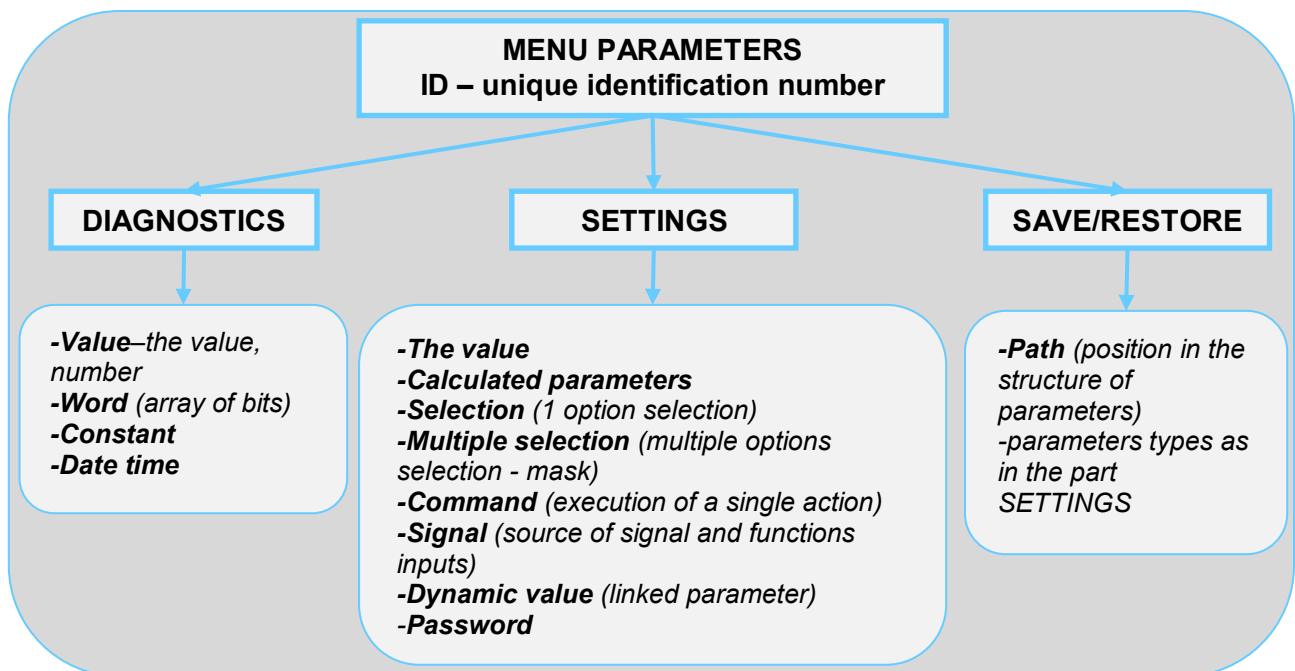 MENU PARAMETERS
ID – unique identification number
DIAGNOSTICS
SETTINGS
SAVE/RESTORE
-Value–the value,
number
-Word (array of bits)
-Constant
-Date time
-The value
-Calculated parameters
-Selection (1 option selection)
-Multiple selection (multiple options
selection - mask)
-Command (execution of a single action)
-Signal (source of signal and functions
inputs)
-Dynamic value (linked parameter)
-Password
-Path (position in the
structure of
parameters)
-parameters types as
in the part
SETTINGS